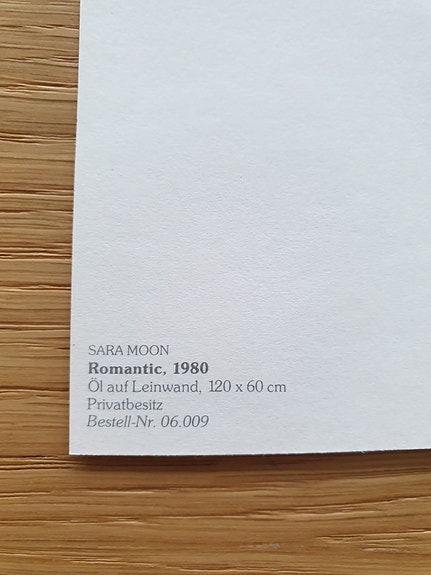 SARA MOON
Romantic, 1980
Öl auf Leinwand, 120 x 60 cm
Privatbesitz
Bestell-Nr. 06.009